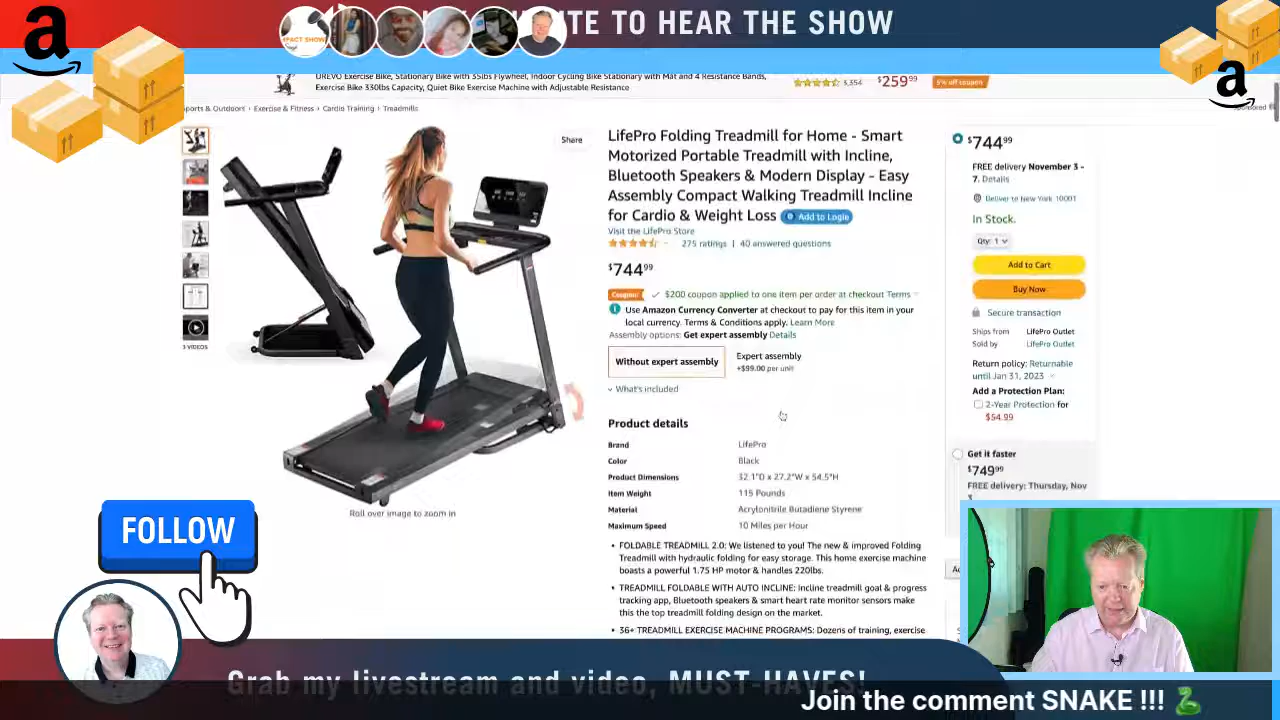 TE TO HEAR THE SHOW
UREVO Exercise Bike, Stationary Bike with 35lbs Flywheel, Indoor Cycling Bike Stationary with Mat and 4 Resistance Bands,
Exercise Bike 330lbs Capacity, Quiet Bike Exercise Machine with Adjustable Resistance
3,354
$259.99
5% off coupon
ports & Outdoors › Exercise & Fitness › Cardio Training › Treadmills
Share
3 VIDEOS
Roll over image to zoom in
LifePro Folding Treadmill for Home - Smart
Motorized Portable Treadmill with Incline,
Bluetooth Speakers & Modern Display - Easy
Assembly Compact Walking Treadmill Incline
for Cardio & Weight Loss
Add to Logie
Visit the LifePro Store
275 ratings | 40 answered questions
$744.99
Coupon
$200 coupon applied to one item per order at checkout Terms
Use Amazon Currency Converter at checkout to pay for this item in your
local currency. Terms & Conditions apply. Learn More
Assembly options: Get expert assembly Details
Without expert assembly
Expert assembly
+$99.00 per unit
What's included
Product details
Brand LifePro
Color Black
Product Dimensions 32.1"D x 27.2"W x 54.5"H
Item Weight 115 Pounds
Material Acrylonitrile Butadiene Styrene
Maximum Speed 10 Miles per Hour
• FOLDABLE TREADMILL 2.0: We listened to you! The new & improved Folding
Treadmill with hydraulic folding for easy storage. This home exercise machine
boasts a powerful 1.75 HP motor & handles 220lbs.
• TREADMILL FOLDABLE WITH AUTO INCLINE: Incline treadmill goal & progress
tracking app, Bluetooth speakers & smart heart rate monitor sensors make
this the top treadmill folding design on the market.
• 36+ TREADMILL EXERCISE MACHINE PROGRAMS: Dozens of training, exercise
$744.99
FREE delivery November 3 -
7. Details
Deliver to New York 10001
In Stock.
Qty: 1
Add to Cart
Buy Now
Secure transaction
Ships from LifePro Outlet
Sold by LifePro Outlet
Return policy: Returnable
until Jan 31, 2023
Add a Protection Plan:
2-Year Protection for
$54.99
Get it faster
$749.99
FREE delivery: Thursday, Nov
FOLLOW
Grab my livestream and video, MUST-HAVES!
Join the comment SNAKE !!! 🐍